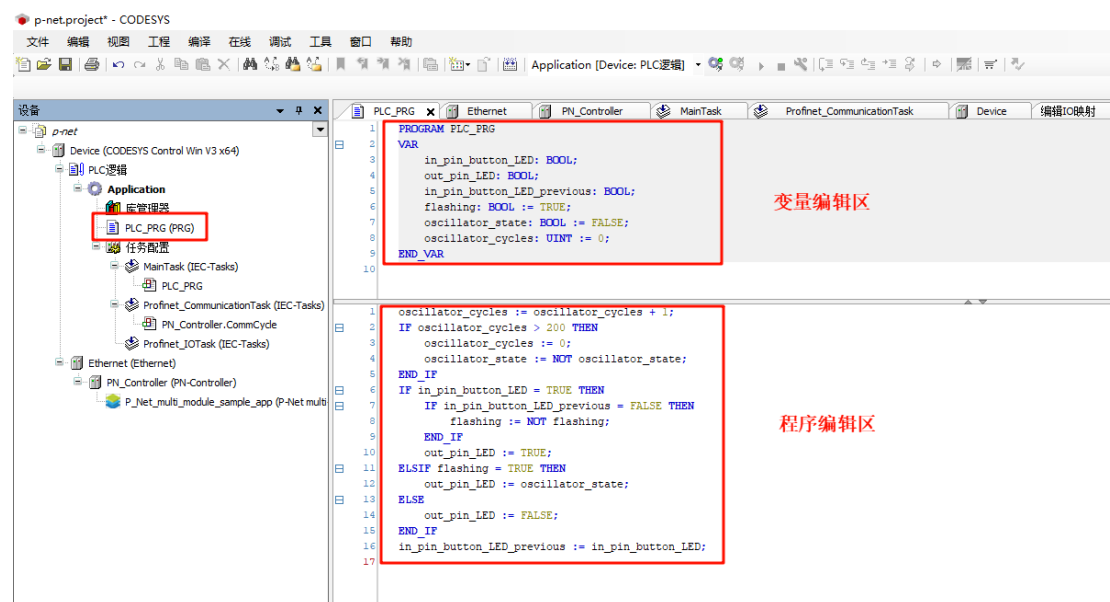 p-net.project* - CODESYS
文件 编辑 视图 工程 编译 在线 调试 工具 窗口 帮助
Application [Device: PLC逻辑]
设备
p-net
Device (CODESYS Control Win V3 x64)
PLC逻辑
Application
库管理器
PLC_PRG (PRG)
任务配置
MainTask (IEC-Tasks)
PLC_PRG
Profinet_CommunicationTask (IEC-Tasks)
PN_Controller.CommCycle
Profinet_IOTask (IEC-Tasks)
Ethernet (Ethernet)
PN_Controller (PN-Controller)
P_Net_multi_module_sample_app (P-Net multi
PLC_PRG Ethernet PN_Controller MainTask Profinet_CommunicationTask Device 编辑IO映射
1 PROGRAM PLC_PRG
2 VAR
3 in_pin_button_LED: BOOL;
4 out_pin_LED: BOOL;
5 in_pin_button_LED_previous: BOOL;
6 flashing: BOOL := TRUE;
7 oscillator_state: BOOL := FALSE;
8 oscillator_cycles: UINT := 0;
9 END_VAR
10
变量编辑区
1 oscillator_cycles := oscillator_cycles + 1;
2 IF oscillator_cycles > 200 THEN
3 oscillator_cycles := 0;
4 oscillator_state := NOT oscillator_state;
5 END_IF
6 IF in_pin_button_LED = TRUE THEN
7 IF in_pin_button_LED_previous = FALSE THEN
8 flashing := NOT flashing;
9 END_IF
10 out_pin_LED := TRUE;
11 ELSIF flashing = TRUE THEN
12 out_pin_LED := oscillator_state;
13 ELSE
14 out_pin_LED := FALSE;
15 END_IF
16 in_pin_button_LED_previous := in_pin_button_LED;
17
程序编辑区